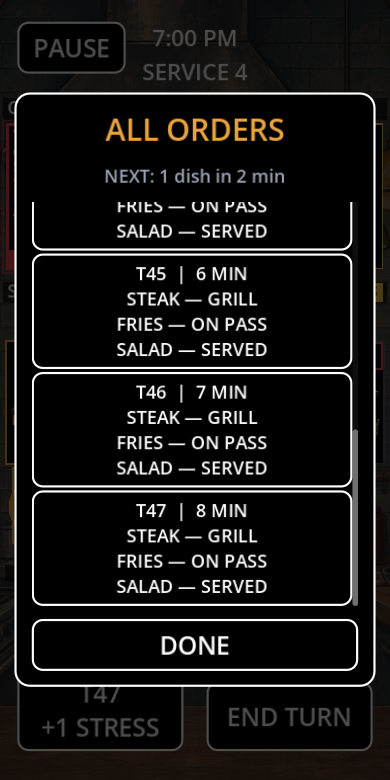 PAUSE
7:00 PM
SERVICE 4
ALL ORDERS
NEXT: 1 dish in 2 min
FRIES — ON PASS
SALAD — SERVED
T45 | 6 MIN
STEAK — GRILL
FRIES — ON PASS
SALAD — SERVED
T46 | 7 MIN
STEAK — GRILL
FRIES — ON PASS
SALAD — SERVED
T47 | 8 MIN
STEAK — GRILL
FRIES — ON PASS
SALAD — SERVED
DONE
T47
+1 STRESS
END TURN